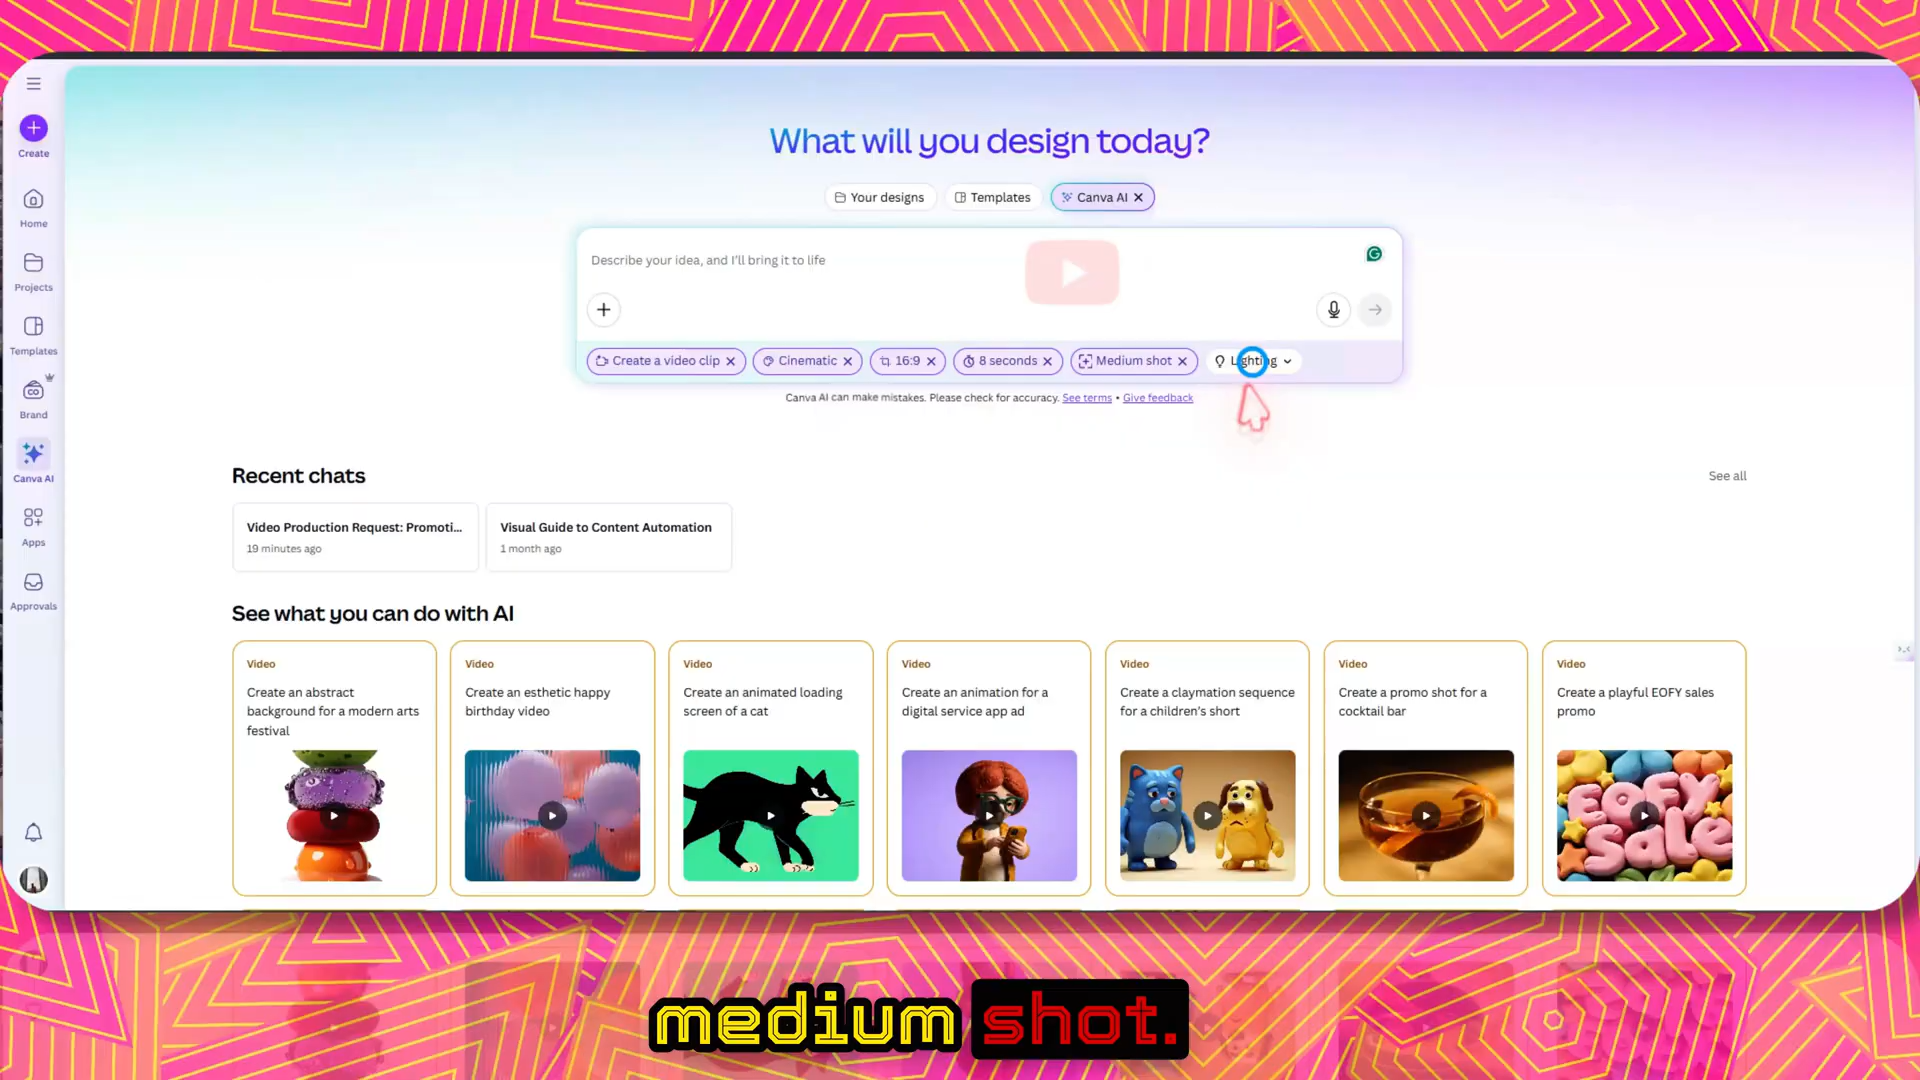 What will you design today?
Your designs
Templates
Canva AI
Describe your idea, and I'll bring it to life
Create a video clip
Cinematic
16:9
8 seconds
Medium shot
Lighting
Canva AI can make mistakes. Please check for accuracy. See terms • Give feedback
Create
Home
Projects
Templates
Brand
Canva AI
Apps
Approvals
Recent chats
See all
Video Production Request: Promoti...
19 minutes ago
Visual Guide to Content Automation
1 month ago
See what you can do with AI
Video
Create an abstract
background for a modern arts
festival
Video
Create an esthetic happy
birthday video
Video
Create an animated loading
screen of a cat
Video
Create an animation for a
digital service app ad
Video
Create a claymation sequence
for a children's short
Video
Create a promo shot for a
cocktail bar
Video
Create a playful EOFY sales
promo
EOFY
Sale
medium shot.